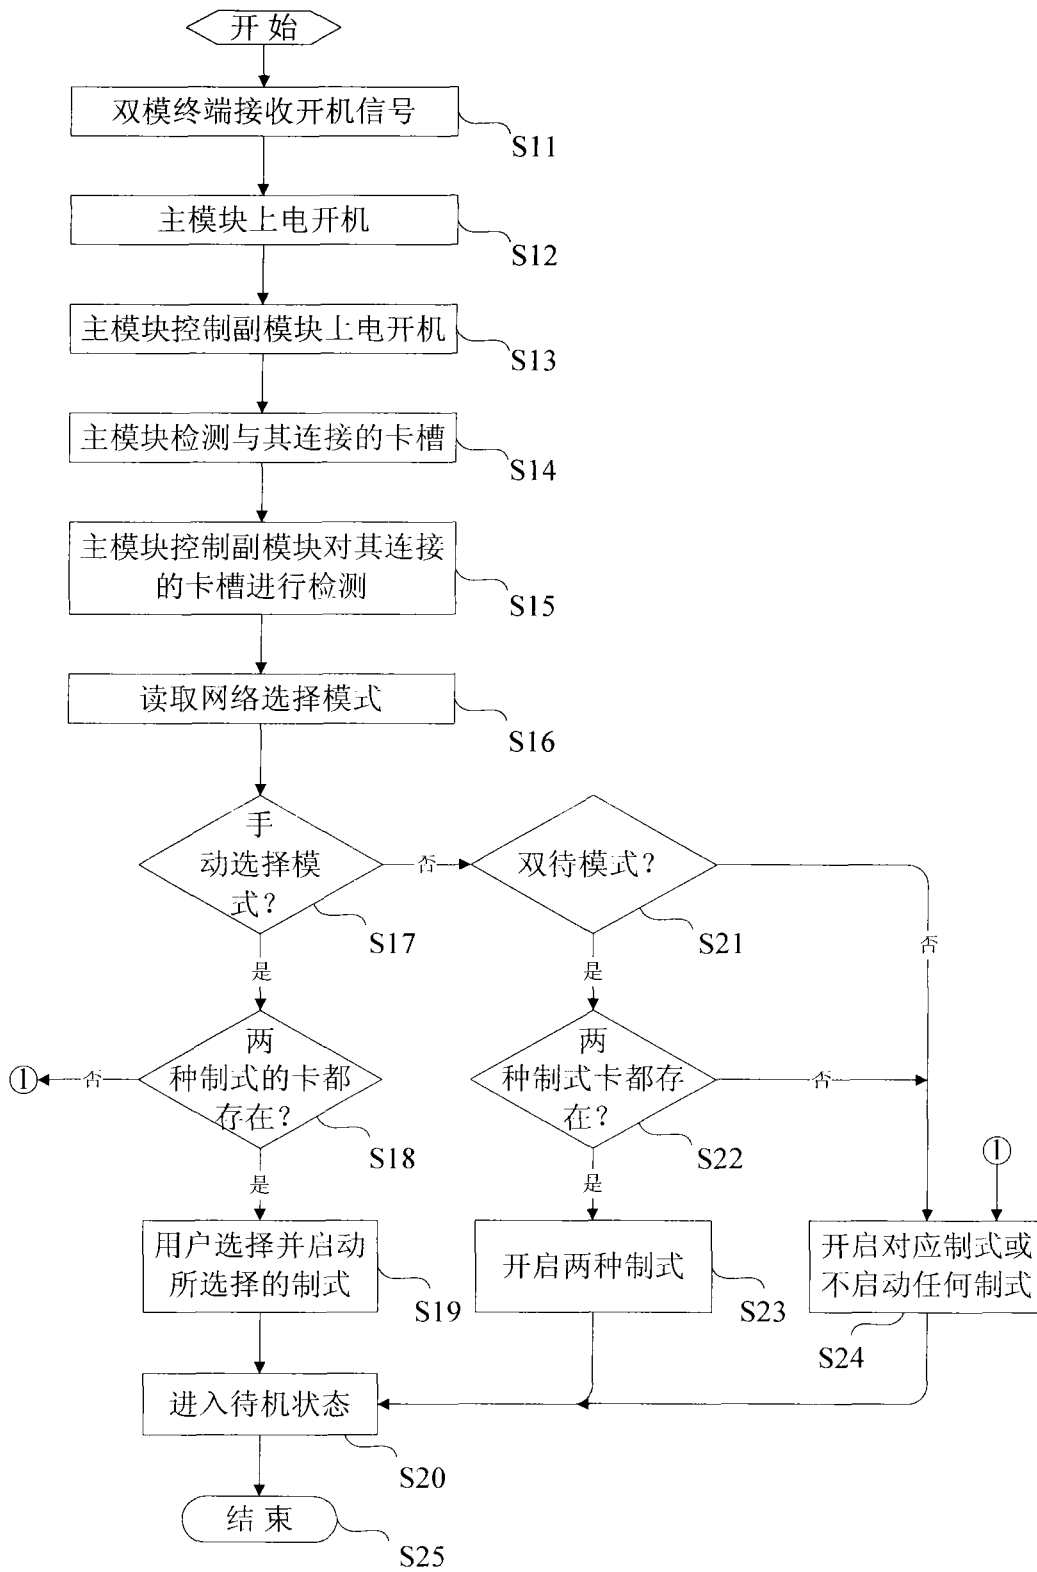 开 始
双模终端接收开机信号
S11
主模块上电开机
S12
主模块控制副模块上电开机
S13
主模块检测与其连接的卡槽
S14
主模块控制副模块对其连接
的卡槽进行检测
S15
读取网络选择模式
S16
手
动选择模
式?
S17
否
双待模式?
S21
否
是
是
两
种制式的卡都
存在?
S18
否
①
两
种制式卡都存
在?
S22
否
①
是
是
用户选择并启动
所选择的制式
S19
开启两种制式
S23
开启对应制式或
不启动任何制式
S24
进入待机状态
S20
结 束
S25